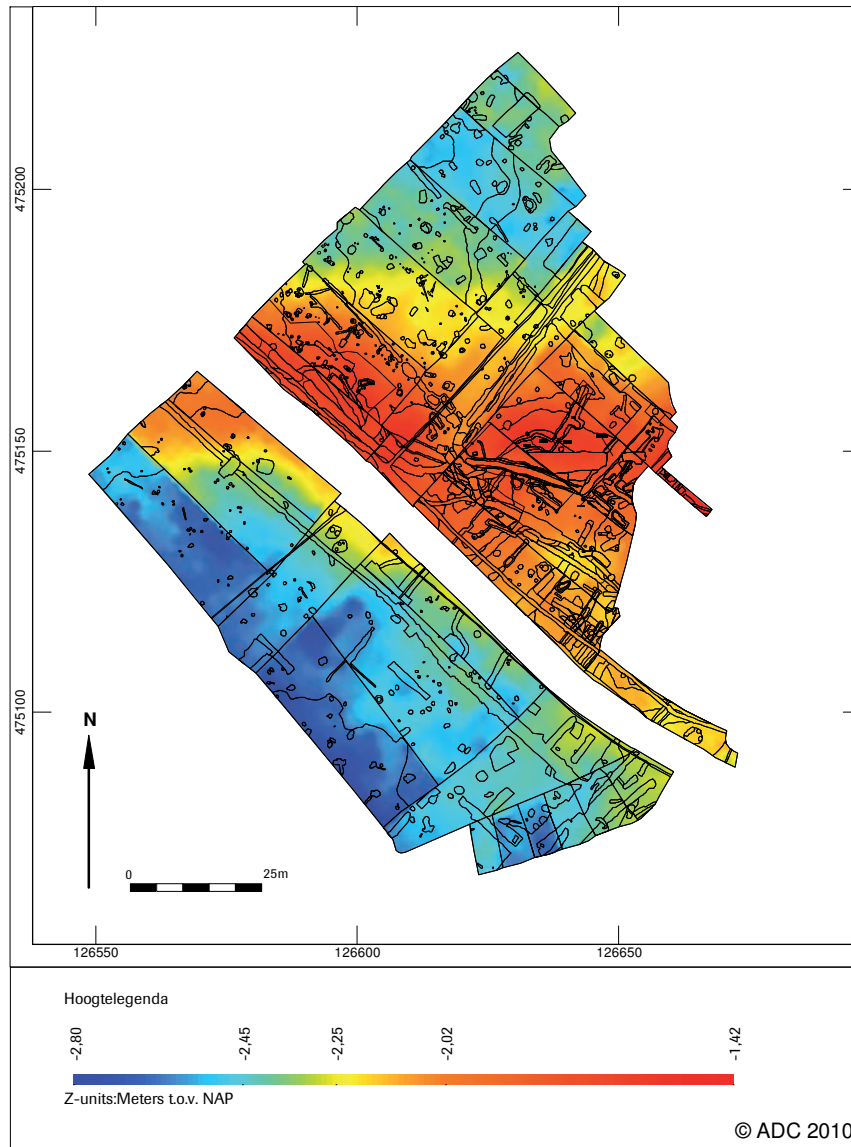 475200
475150
475100
N
0 25m
126550 126600 126650
Hoogtelegenda
-2,80 -2,45 -2,25 -2,02 -1,42
Z-units:Meters t.o.v. NAP
© ADC 2010